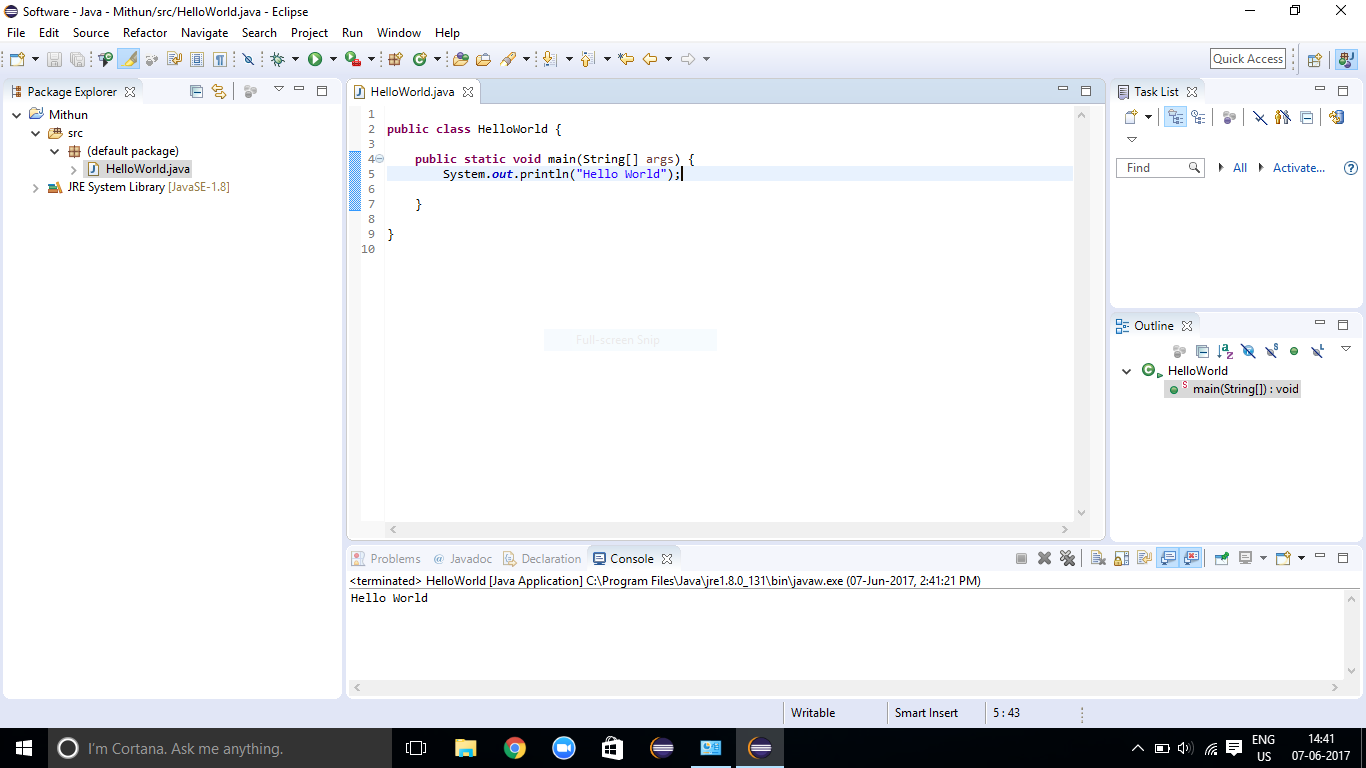 Software - Java - Mithun/src/HelloWorld.java - Eclipse
File Edit Source Refactor Navigate Search Project Run Window Help
Quick Access
Package Explorer
Mithun
src
(default package)
HelloWorld.java
JRE System Library [JavaSE-1.8]
HelloWorld.java
1
2 public class HelloWorld {
3
4 public static void main(String[] args) {
5 System.out.println("Hello World");
6
7 }
8
9 }
10
Full-screen Snip
Task List
Find All Activate...
Outline
HelloWorld
main(String[]) : void
Problems @ Javadoc Declaration Console
<terminated> HelloWorld [Java Application] C:\Program Files\Java\jre1.8.0_131\bin\javaw.exe (07-Jun-2017, 2:41:21 PM)
Hello World
Writable Smart Insert 5 : 43
I'm Cortana. Ask me anything.
ENG 14:41
US 07-06-2017